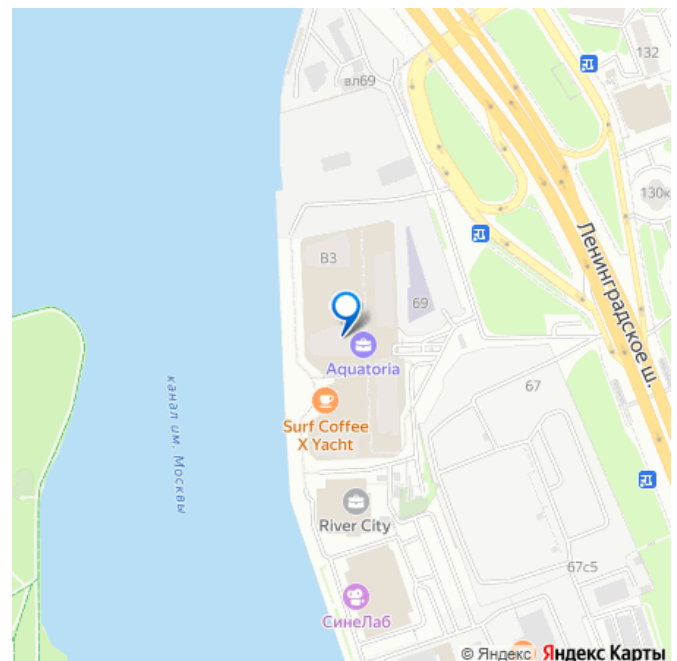 132
вл69
130к
Ленинградское ш.
В3
69
Aquatoria
67
Surf Coffee
X Yacht
канал им. Москвы
River City
67с5
СинеЛаб
© Яндекс Яндекс Карты